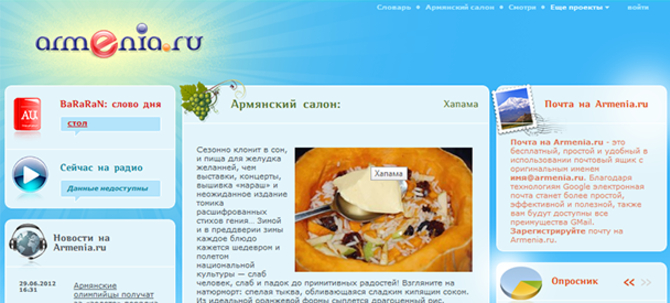 Словарь • Армянский салон • Смотри • Еще проекты ▾ • войти
armenia.ru
BaRaRaN: слово дня
стол
Сейчас на радио
Данные недоступны
Новости на
Armenia.ru
29.06.2012
16:31
Армянские
олимпийцы получат
Армянский салон:
Хапама
Сезонно клонит в сон,
и пища для желудка
желанней, чем
выставки, концерты,
вышивка «мараш» и
неожиданное издание
томика
расшифрованных
стихов гения... Зимой
и в преддверии зимы
каждое блюдо
кажется шедевром и
полетом
национальной
культуры — слаб
человек, слаб и падок до примитивных радостей! Взгляните на
натюрморт: спелая тыква, обливающаяся сладким кипящим соком.
Из идеальной оранжевой формы сыплется драгоценный рис,
Хапама
Почта на Armenia.ru
Почта на Armenia.ru - это
бесплатный, простой и удобный в
использовании почтовый ящик с
оригинальным именем
имя@armenia.ru. Благодаря
технологиям Google электронная
почта станет более простой,
эффективной и полезной, также
вам будут доступны все
преимущества GMail.
Зарегистрируйте почту на
Armenia.ru.
Опросник